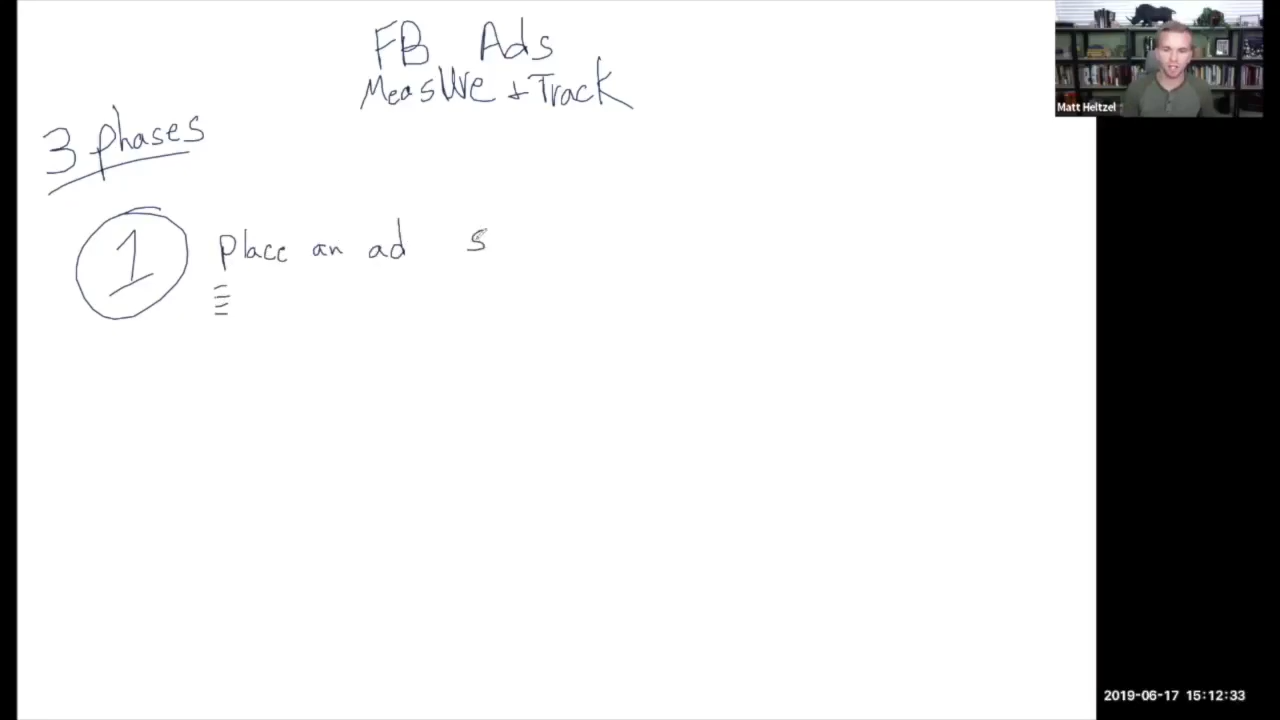 FB Ads
Measure + Track
3 phases
1 Place an ad s
Matt Heltzel
2019-06-17 15:12:33